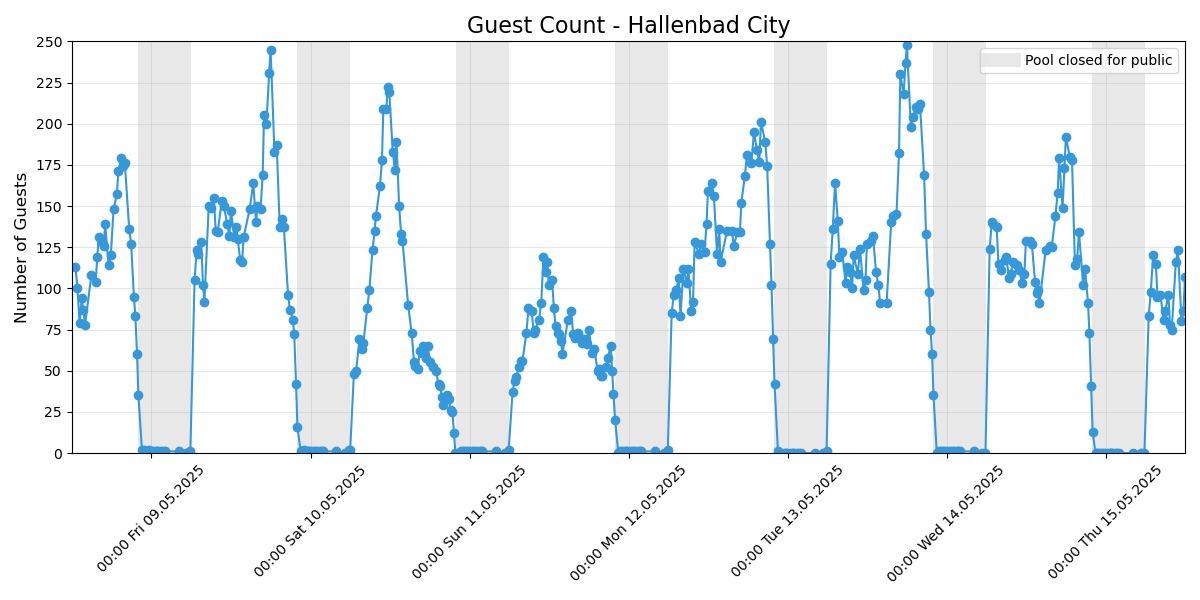 Guest Count - Hallenbad City
Pool closed for public
Number of Guests
250
225
200
175
150
125
100
75
50
25
0
00:00 Fri 09.05.2025
00:00 Sat 10.05.2025
00:00 Sun 11.05.2025
00:00 Mon 12.05.2025
00:00 Tue 13.05.2025
00:00 Wed 14.05.2025
00:00 Thu 15.05.2025